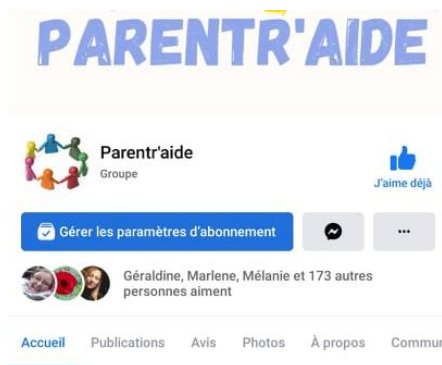 PARENTR'AIDE
Parentr'aide
Groupe
J'aime déjà
Gérer les paramètres d'abonnement
Géraldine, Marlene, Mélanie et 173 autres
personnes aiment
Accueil Publications Avis Photos À propos Commun